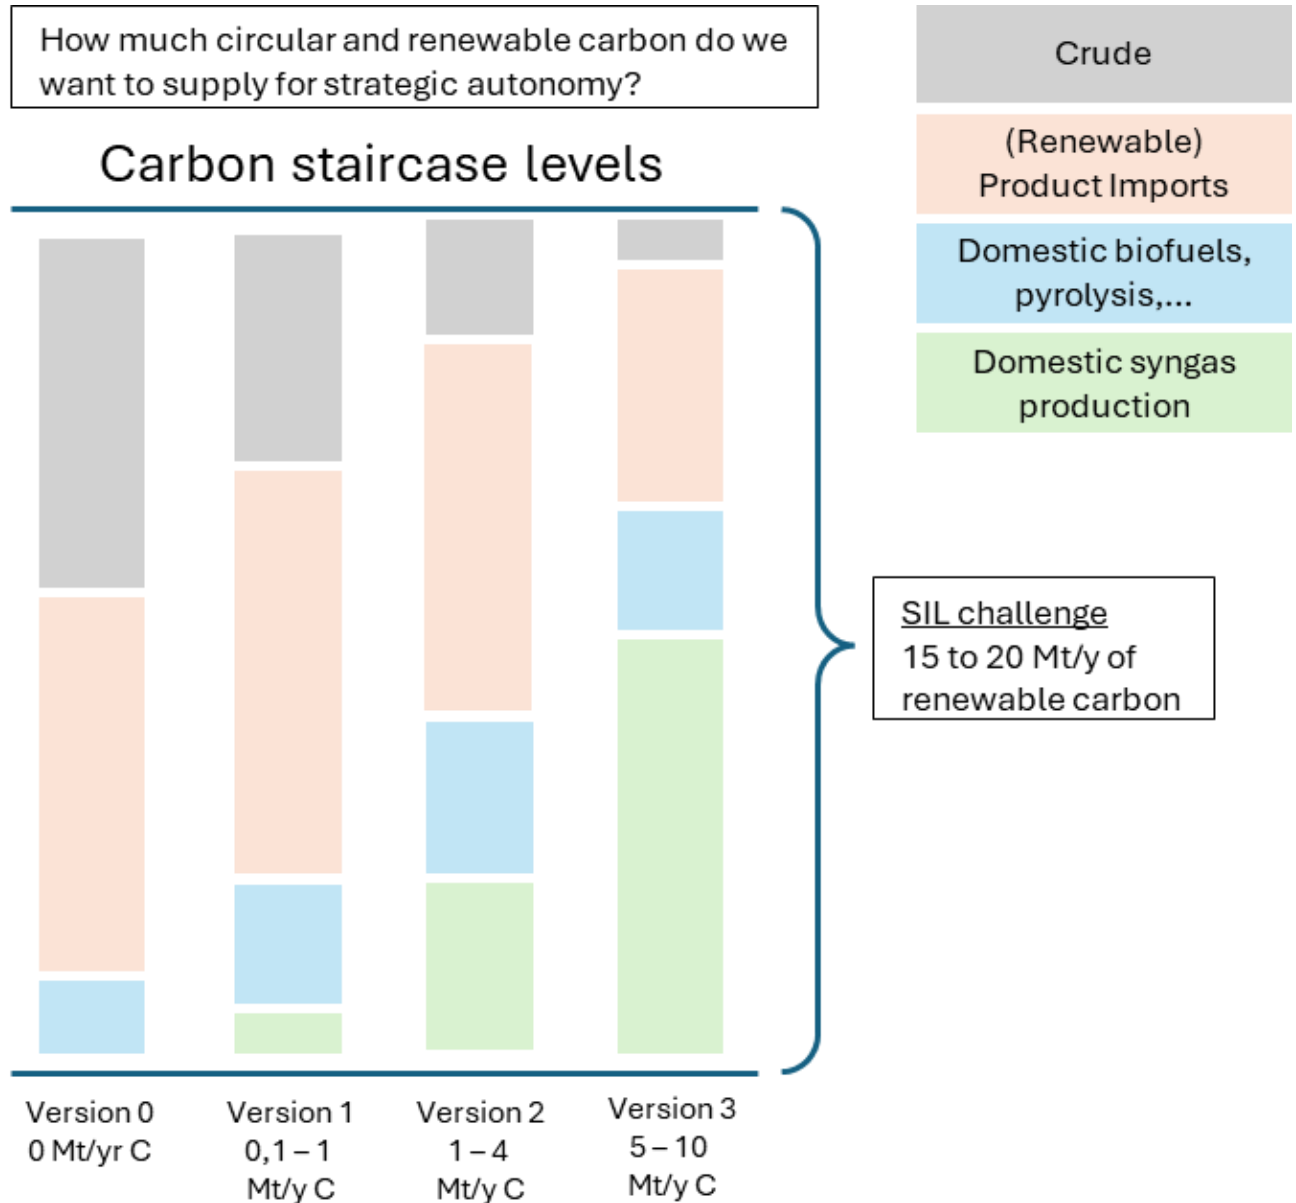 How much circular and renewable carbon do we
want to supply for strategic autonomy?
Carbon staircase levels
Crude
(Renewable)
Product Imports
Domestic biofuels,
pyrolysis,...
Domestic syngas
production
SIL challenge
15 to 20 Mt/y of
renewable carbon
Version 0
0 Mt/yr C
Version 1
0,1 – 1
Mt/y C
Version 2
1 – 4
Mt/y C
Version 3
5 – 10
Mt/y C